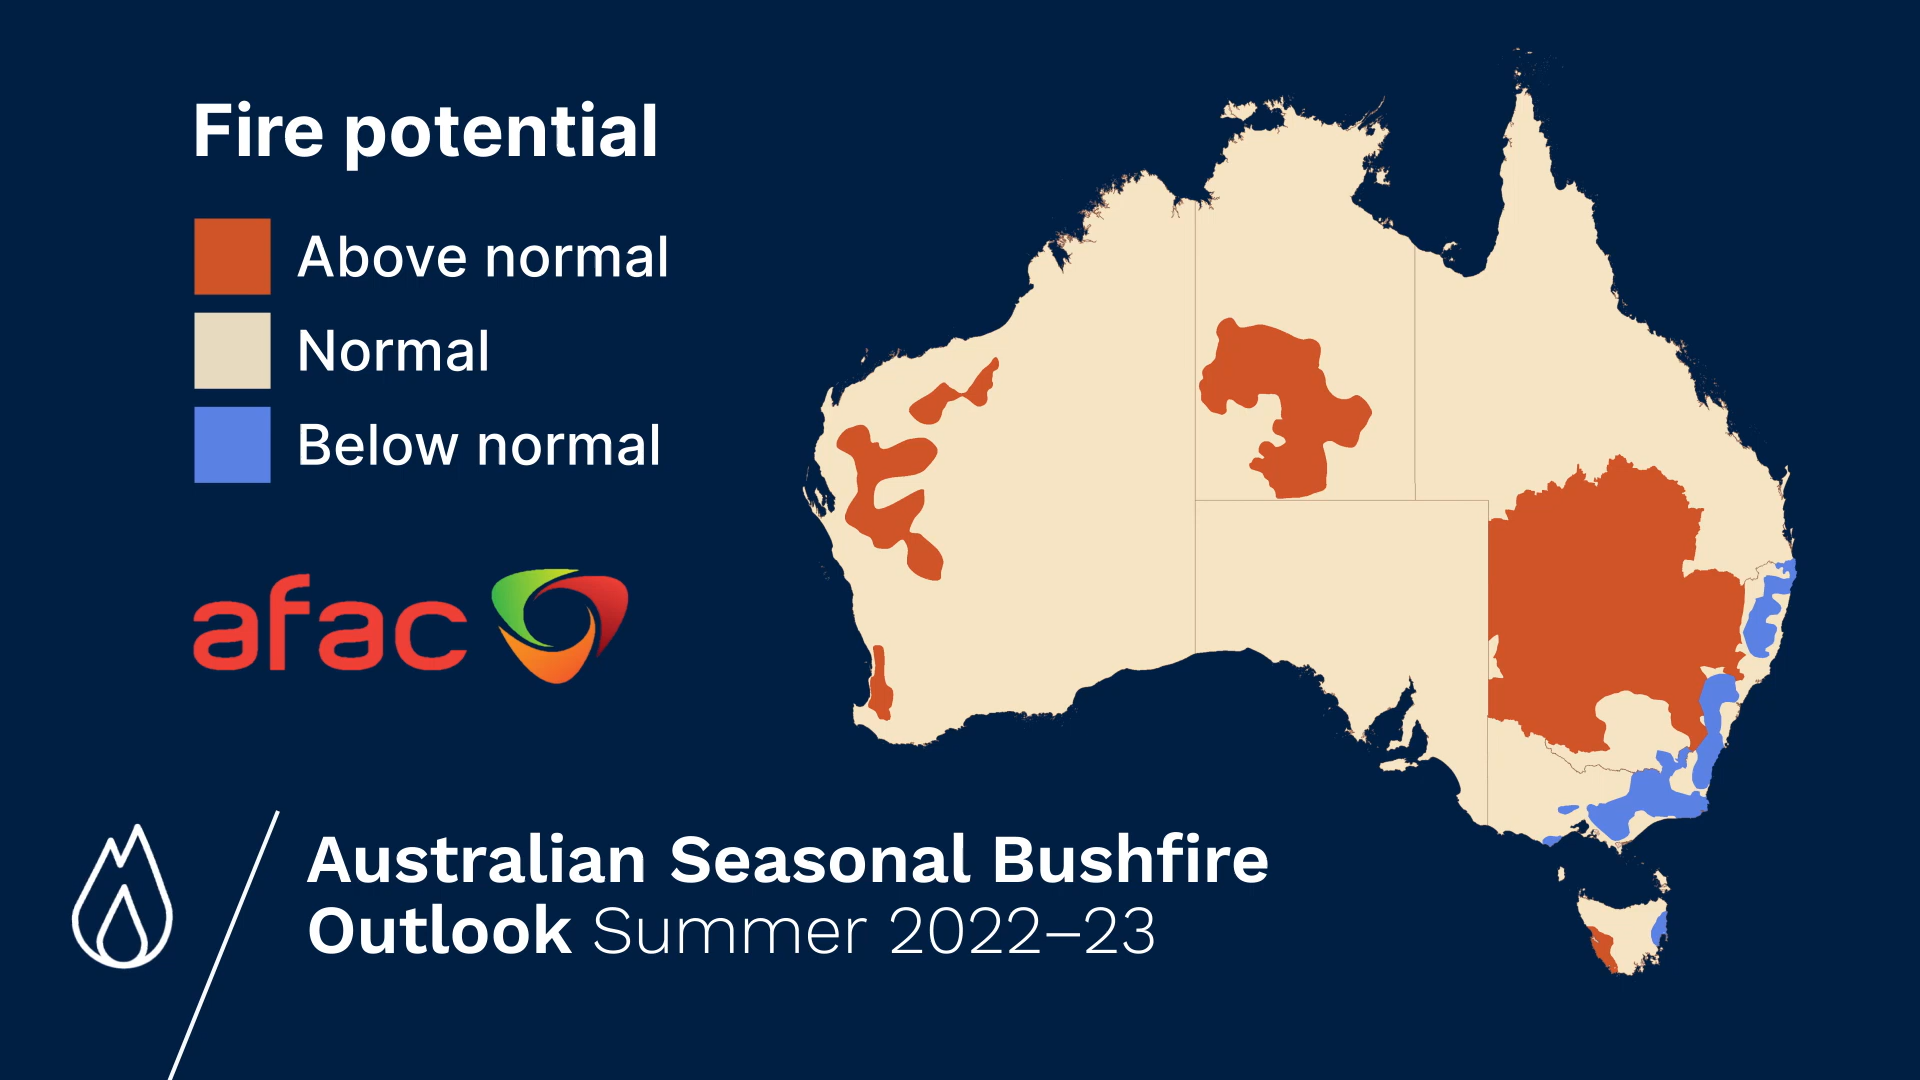 Fire potential
Above normal
Normal
Below normal
afac
Australian Seasonal Bushfire
Outlook Summer 2022–23